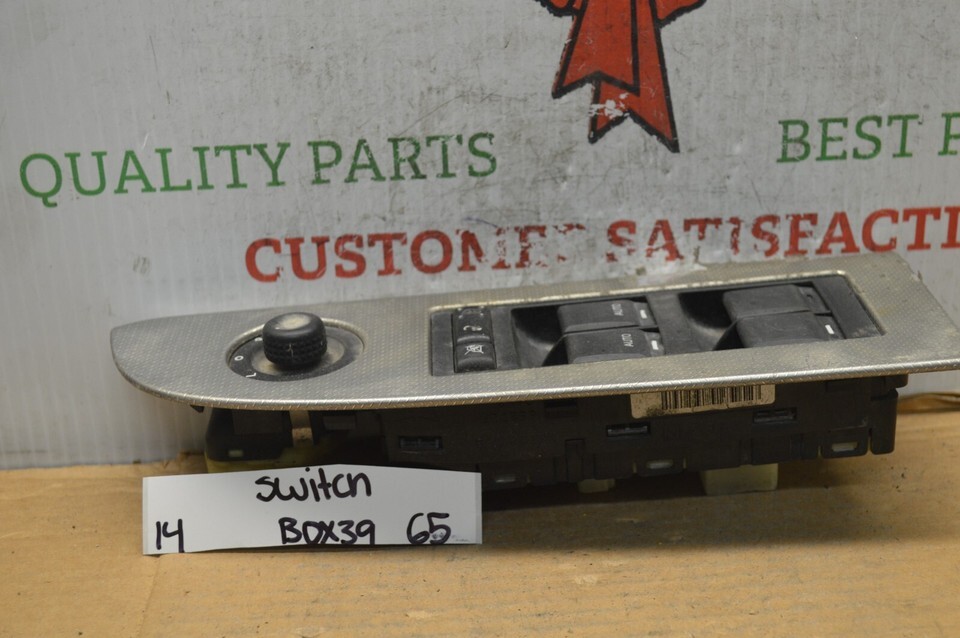 QUALITY PARTS
BEST
CUSTOMER SATISFACTI
L O
AUTO
AUTO
switch
14 BOX39 65